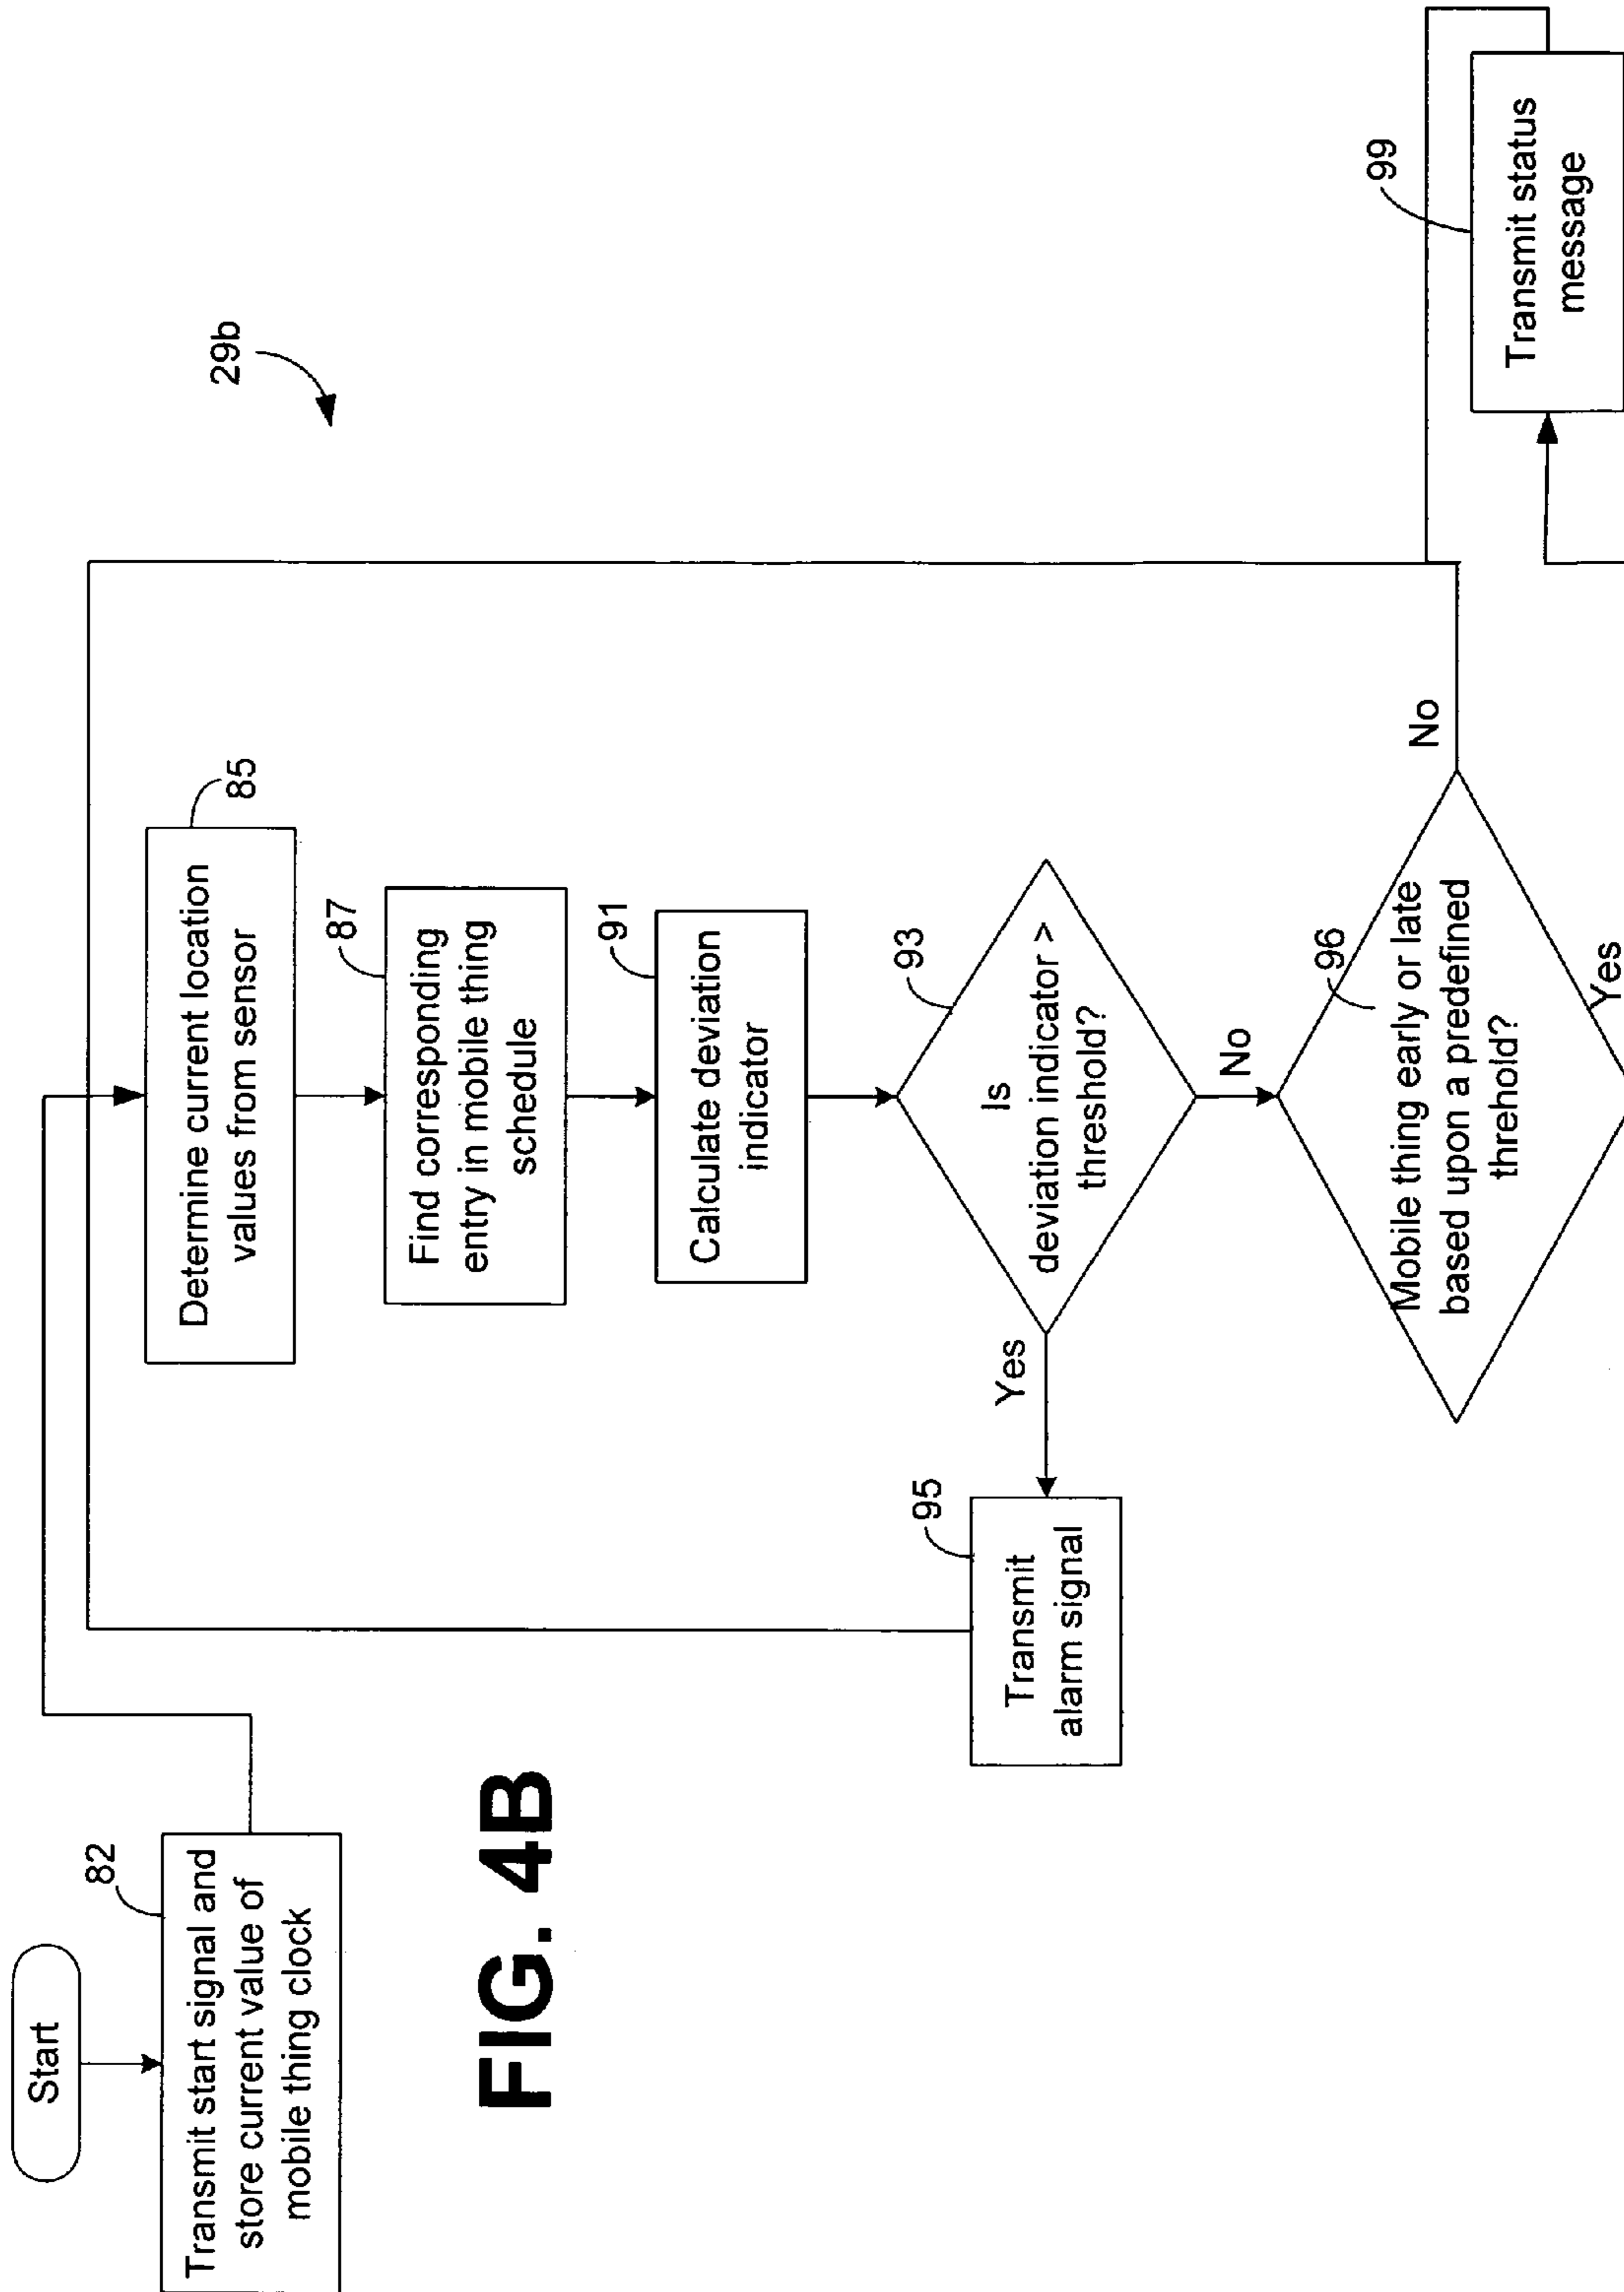 Start
82
Transmit start signal and
store current value of
mobile thing clock
FIG. 4B
29b
Determine current location
values from sensor
85
Find corresponding
entry in mobile thing
schedule
87
Calculate deviation
indicator
91
Is
deviation indicator >
threshold?
93
Yes
No
Transmit
alarm signal
95
Mobile thing early or late
based upon a predefined
threhold?
96
No
Yes
Transmit status
message
99